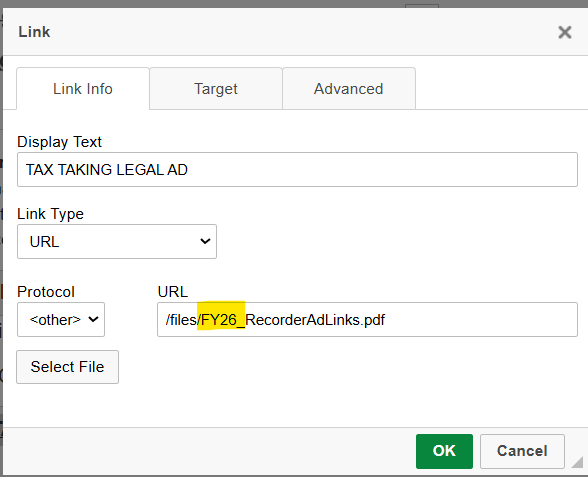 Link
Link Info
Target
Advanced
Display Text
TAX TAKING LEGAL AD
Link Type
URL
Protocol
URL
<other>
/files/FY26_RecorderAdLinks.pdf
Select File
OK
Cancel